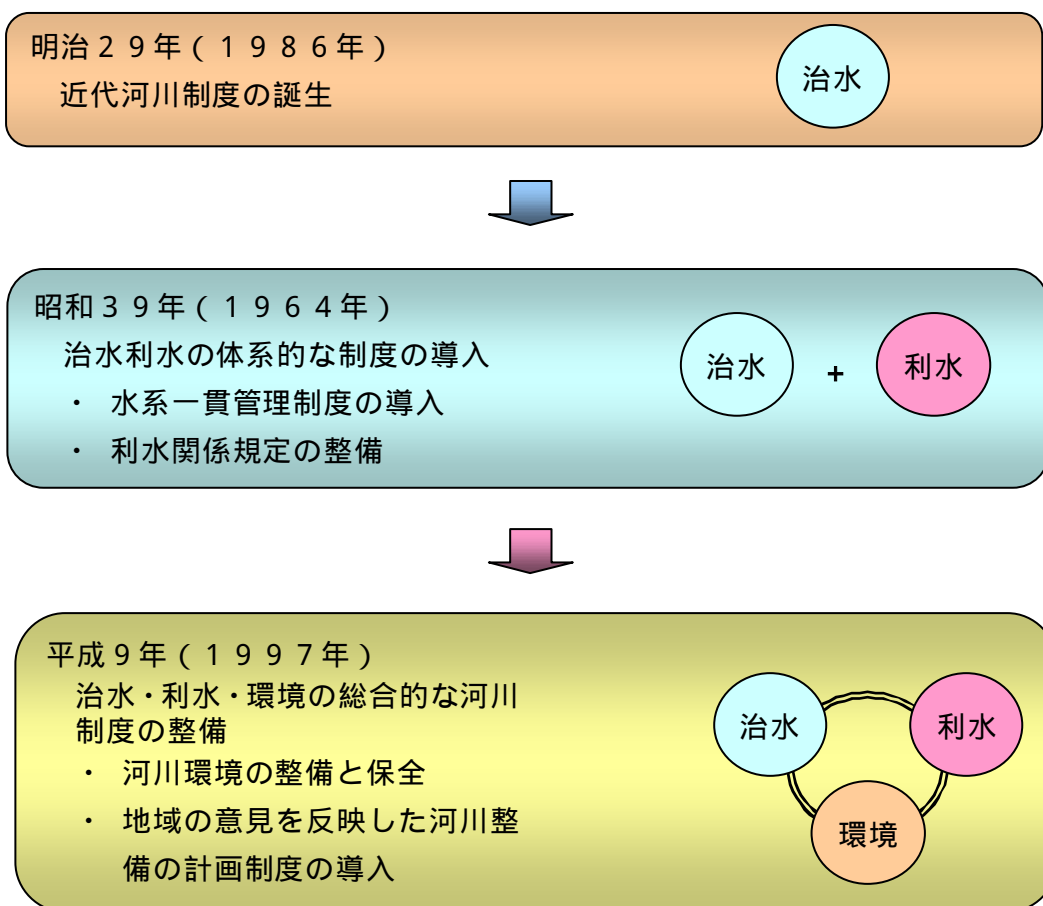 明治２９年(１９８６年)
近代河川制度の誕生
治水
昭和３９年(１９６４年)
治水利水の体系的な制度の導入
・ 水系一貫管理制度の導入
・ 利水関係規定の整備
治水
+
利水
平成９年(１９９７年)
治水・利水・環境の総合的な河川
制度の整備
・ 河川環境の整備と保全
・ 地域の意見を反映した河川整
備の計画制度の導入
治水
利水
環境